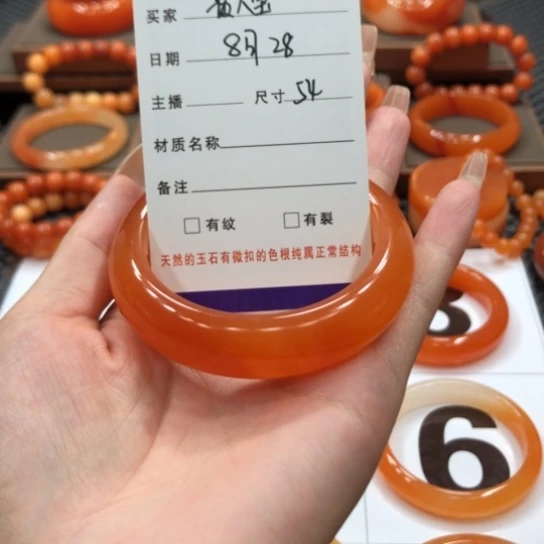 买家
日期 8月28
主播 尺寸 54
材质名称
备注
□有纹 □有裂
天然的玉石有微扣的色根纯属正常结构
6